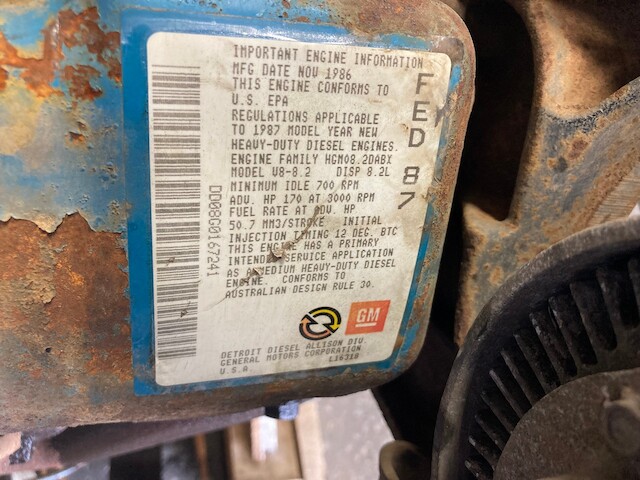 IMPORTANT ENGINE INFORMATION
MFG DATE NOV 1986
THIS ENGINE CONFORMS TO
U.S. EPA
REGULATIONS APPLICABLE
TO 1987 MODEL YEAR NEW
HEAVY-DUTY DIESEL ENGINES.
ENGINE FAMILY HGM08.2DABX
MODEL V8-8.2 DISP 8.2L
MINIMUM IDLE 700 RPM
ADV. HP 170 AT 3000 RPM
FUEL RATE AT ADV. HP
50.7 MM3/STROKE INITIAL
INJECTION TIMING 12 DEG. BTC
THIS ENGINE HAS A PRIMARY
INTENDED SERVICE APPLICATION
AS A MEDIUM HEAVY-DUTY DIESEL
ENGINE. CONFORMS TO
AUSTRALIAN DESIGN RULE 30.
GM
DETROIT DIESEL ALLISON DIV.
GENERAL MOTORS CORPORATION
U.S.A L16318
FED 87
DD08G0167241